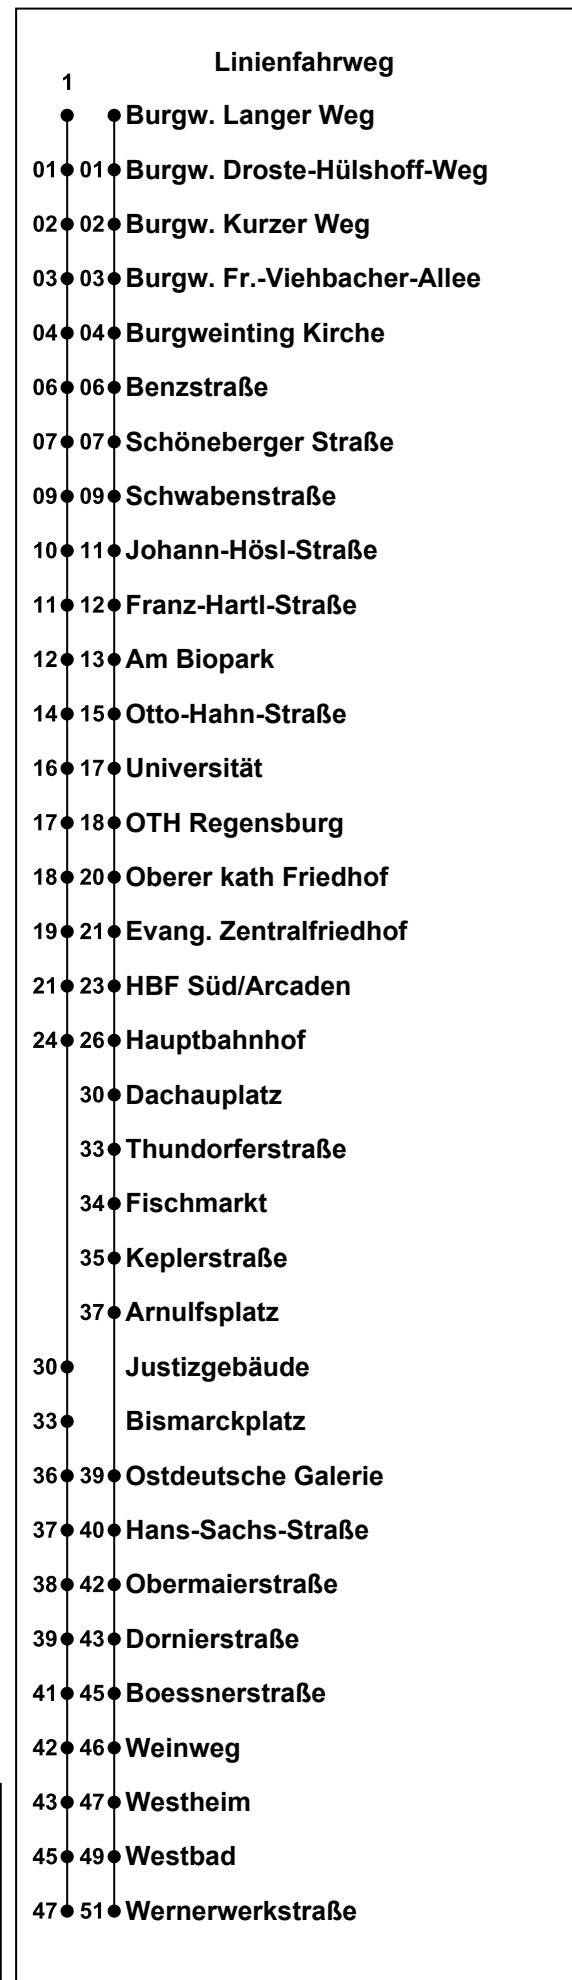 Linienfahrweg
1
Burgw. Langer Weg
01 01 Burgw. Droste-Hülshoff-Weg
02 02 Burgw. Kurzer Weg
03 03 Burgw. Fr.-Viehbacher-Allee
04 04 Burgweinting Kirche
06 06 Benzstraße
07 07 Schöneberger Straße
09 09 Schwabenstraße
10 11 Johann-Hösl-Straße
11 12 Franz-Hartl-Straße
12 13 Am Biopark
14 15 Otto-Hahn-Straße
16 17 Universität
17 18 OTH Regensburg
18 20 Oberer kath Friedhof
19 21 Evang. Zentralfriedhof
21 23 HBF Süd/Arcaden
24 26 Hauptbahnhof
30 Dachauplatz
33 Thundorferstraße
34 Fischmarkt
35 Keplerstraße
37 Arnulfsplatz
30 Justizgebäude
33 Bismarckplatz
36 39 Ostdeutsche Galerie
37 40 Hans-Sachs-Straße
38 42 Obermaierstraße
39 43 Dornierstraße
41 45 Boessnerstraße
42 46 Weinweg
43 47 Westheim
45 49 Westbad
47 51 Wernerwerkstraße